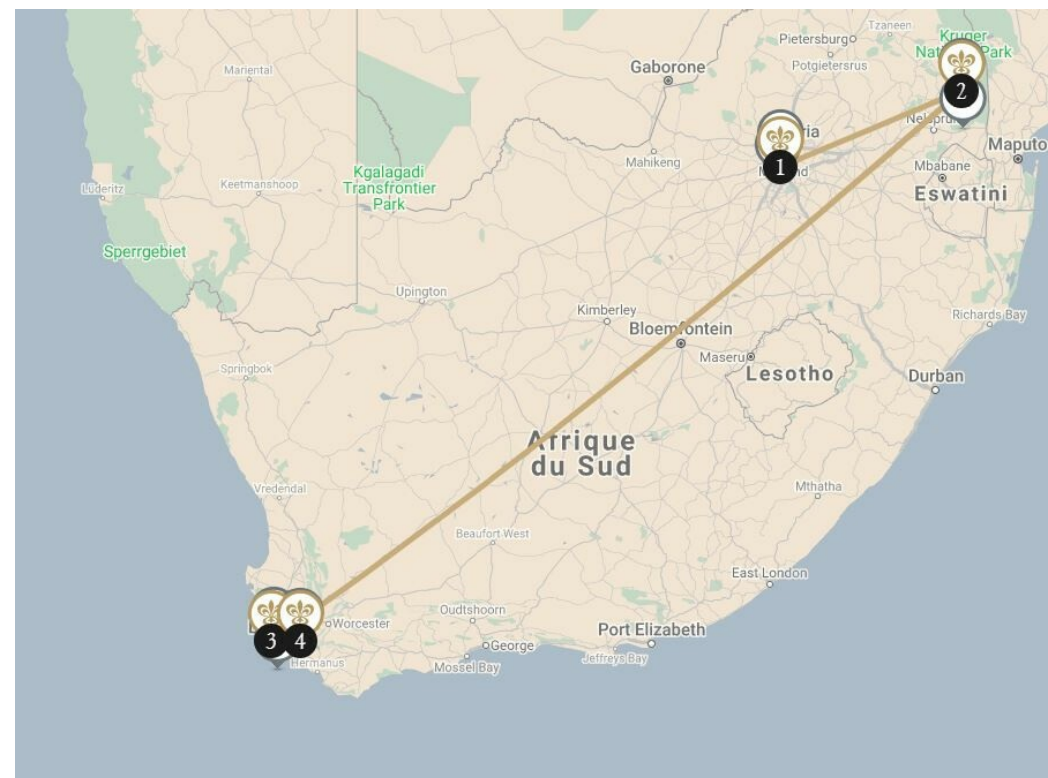 Tzaneen
Pietersburg
Kruger
National Park
Mariental
Gaborone
Potgietersrus
2
Maputo
Mahikeng
1
Mbabane
Kgalagadi
Transfrontier
Park
Keetmanshoop
Lüderitz
Eswatini
Sperrgebiet
Upington
Kimberley
Richards Bay
Bloemfontein
Maseru
Lesotho
Springbok
Durban
Afrique
du Sud
Vredendal
Mthatha
Beaufort West
East London
Oudtshoorn
Worcester
Port Elizabeth
3 4
George
Jeffreys Bay
Hermanus
Mossel Bay